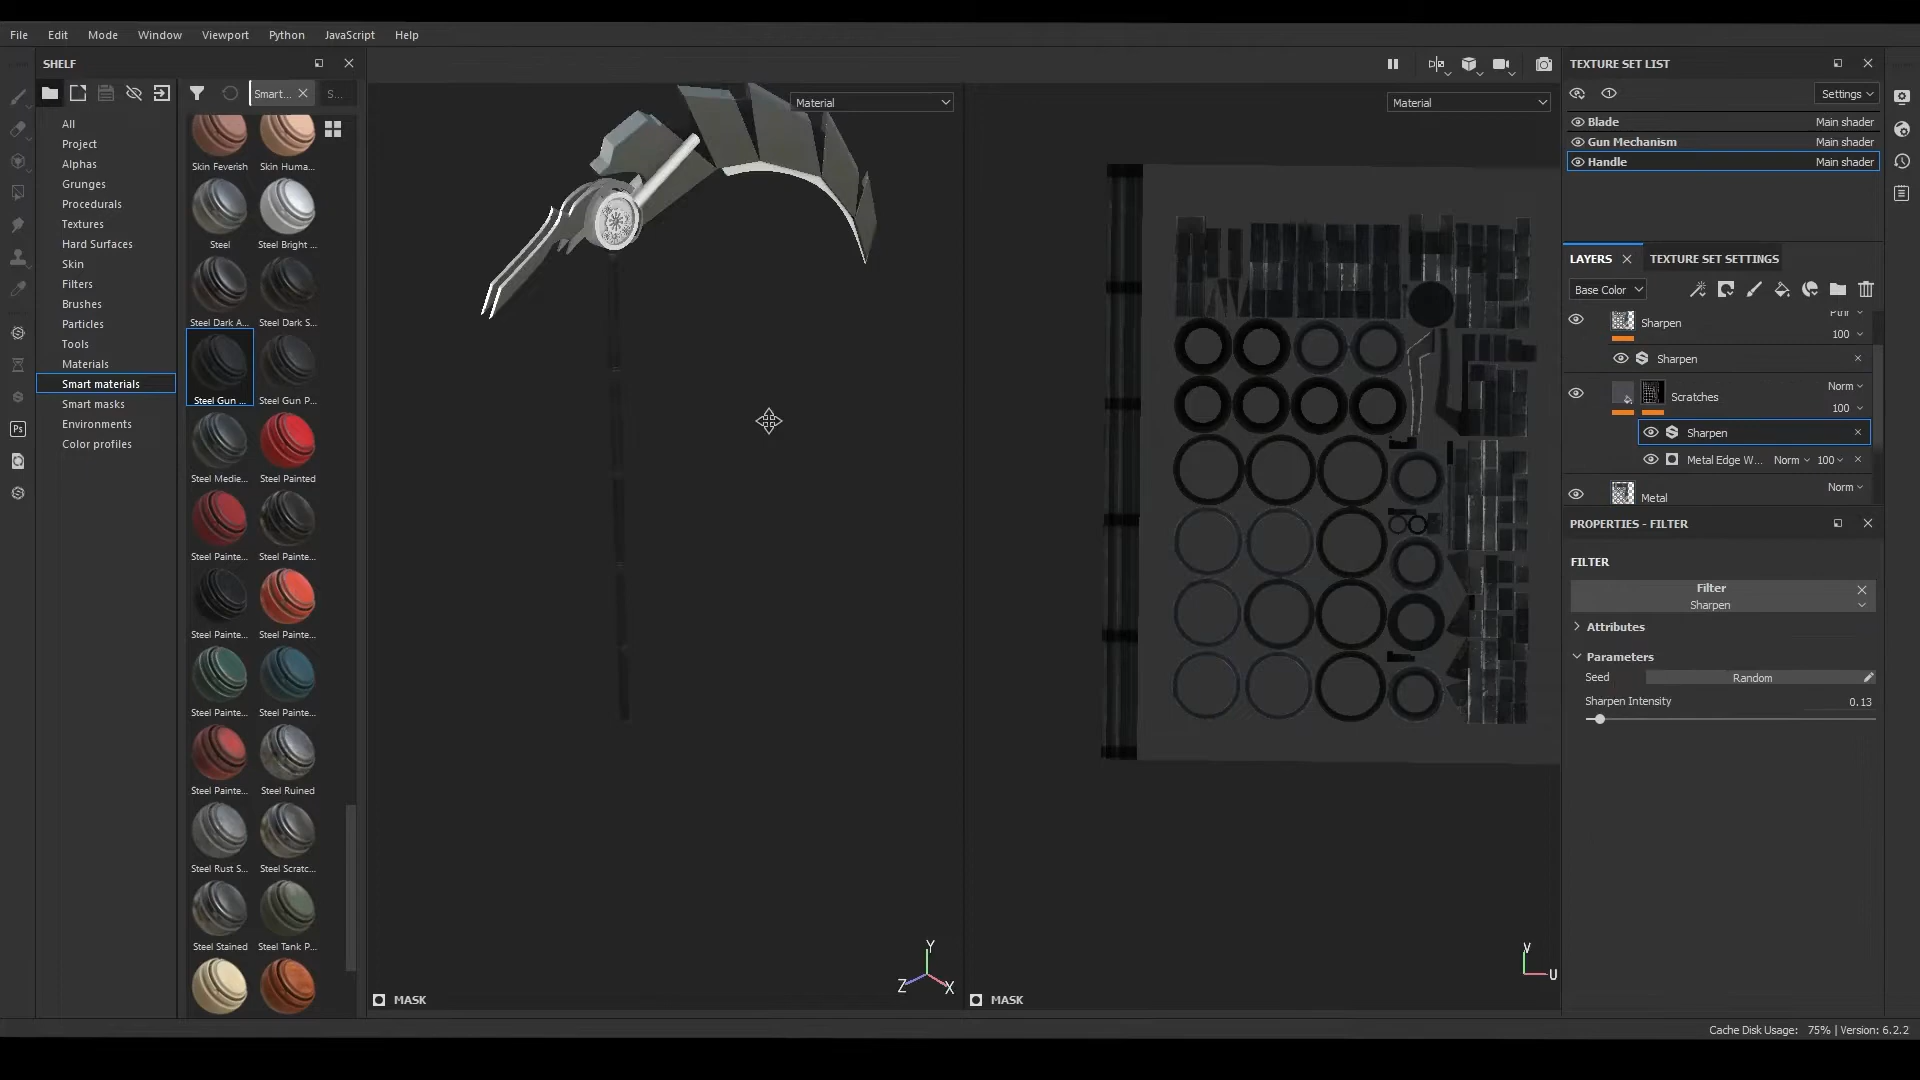 File Edit Mode Window Viewport Python JavaScript Help
SHELF
Smart...
S...
All
Project
Alphas
Grunges
Procedurals
Textures
Hard Surfaces
Skin
Filters
Brushes
Particles
Tools
Materials
Smart materials
Smart masks
Environments
Color profiles
Ps
Skin Feverish Skin Huma...
Steel Steel Bright ...
Steel Dark A... Steel Dark S...
Steel Gun ... Steel Gun P...
Steel Medie... Steel Painted
Steel Painte... Steel Painte...
Steel Painte... Steel Painte...
Steel Painte... Steel Painte...
Steel Painte... Steel Ruined
Steel Rust S... Steel Scratc...
Steel Stained Steel Tank P...
Material
Y
Z X
MASK
Material
V
U
MASK
TEXTURE SET LIST
Settings
Blade Main shader
Gun Mechanism Main shader
Handle Main shader
LAYERS TEXTURE SET SETTINGS
Base Color
Pthr
Sharpen 100
Sharpen
Norm
Scratches
100
Sharpen
Metal Edge W... Norm 100
Norm
Metal
PROPERTIES - FILTER
FILTER
Filter
Sharpen
Attributes
Parameters
Seed Random
Sharpen Intensity 0.13
Cache Disk Usage: 75% | Version: 6.2.2